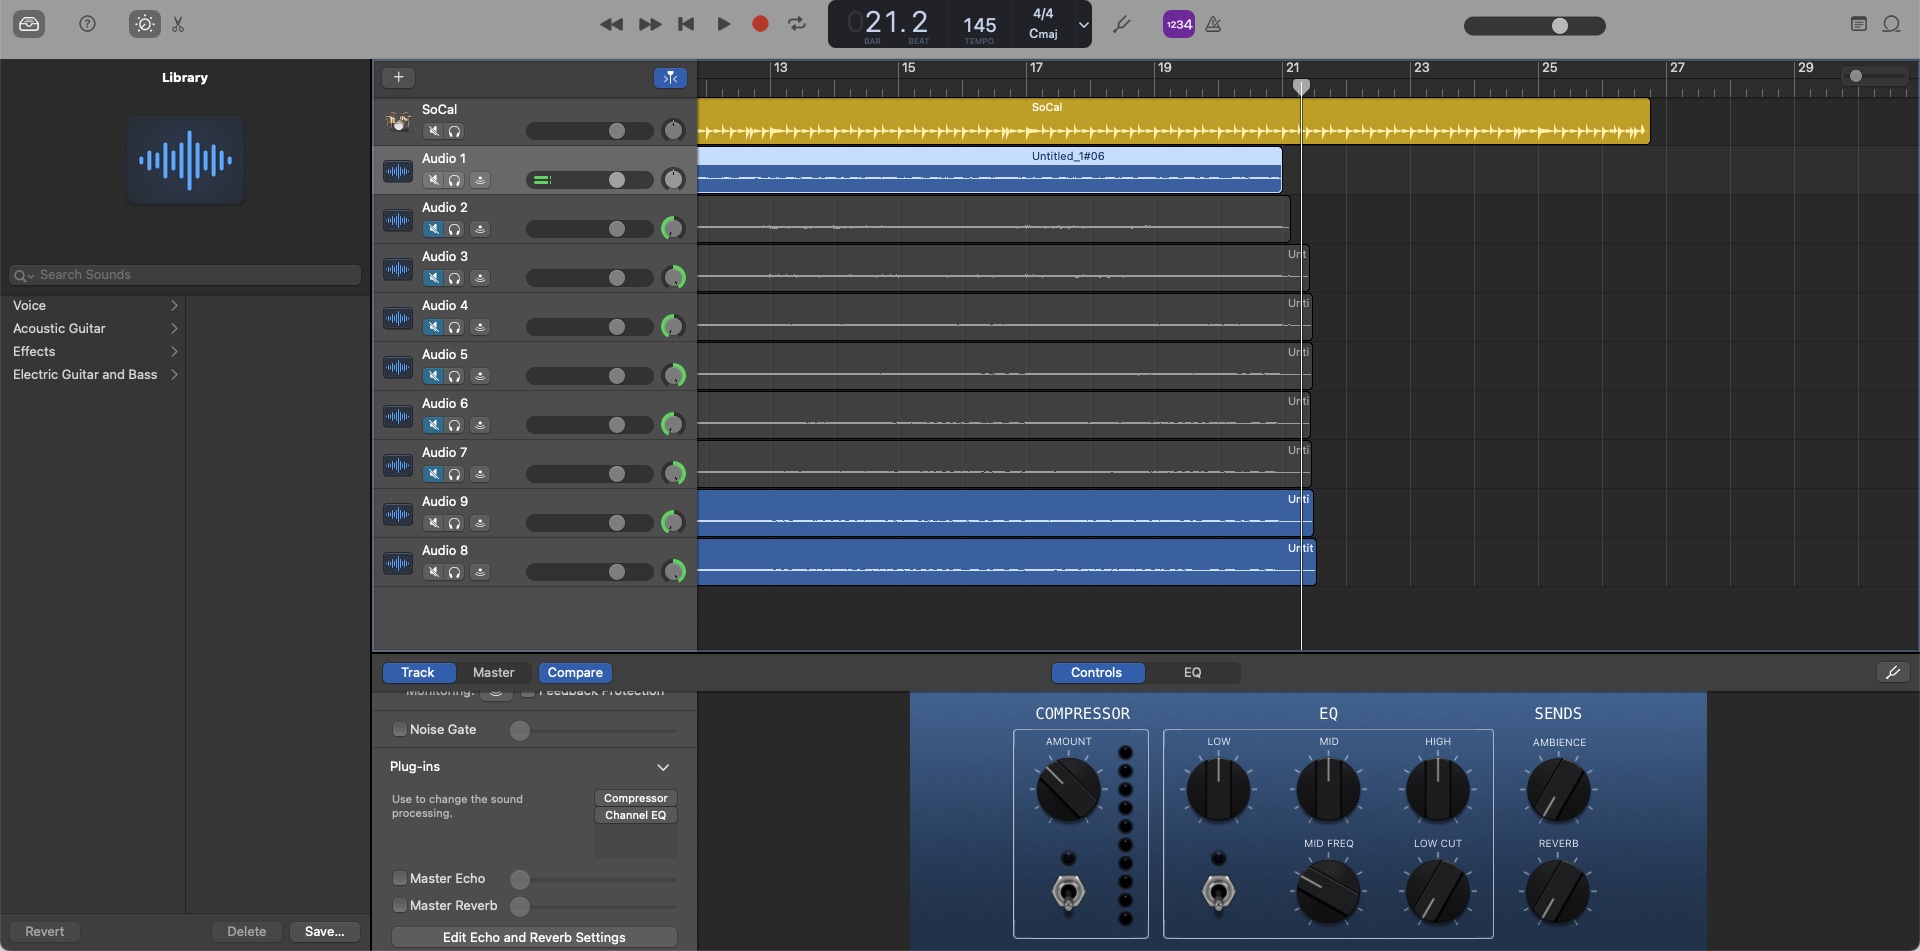 021.2
BAR BEAT
145
TEMPO
4/4
Cmaj
1234
Library
Search Sounds
Voice
Acoustic Guitar
Effects
Electric Guitar and Bass
Revert
Delete
Save...
13 15 17 19 21 23 25 27 29
SoCal
SoCal
Audio 1
Untitled_1#06
Audio 2
Audio 3
Unt
Audio 4
Unti
Audio 5
Unti
Audio 6
Unti
Audio 7
Unti
Audio 9
Unti
Audio 8
Untit
Track
Master
Compare
Controls
EQ
Monitoring:
Feedback Protection
Noise Gate
Plug-ins
Use to change the sound
processing.
Compressor
Channel EQ
Master Echo
Master Reverb
Edit Echo and Reverb Settings
COMPRESSOR
AMOUNT
EQ
LOW
MID
HIGH
MID FREQ
LOW CUT
SENDS
AMBIENCE
REVERB